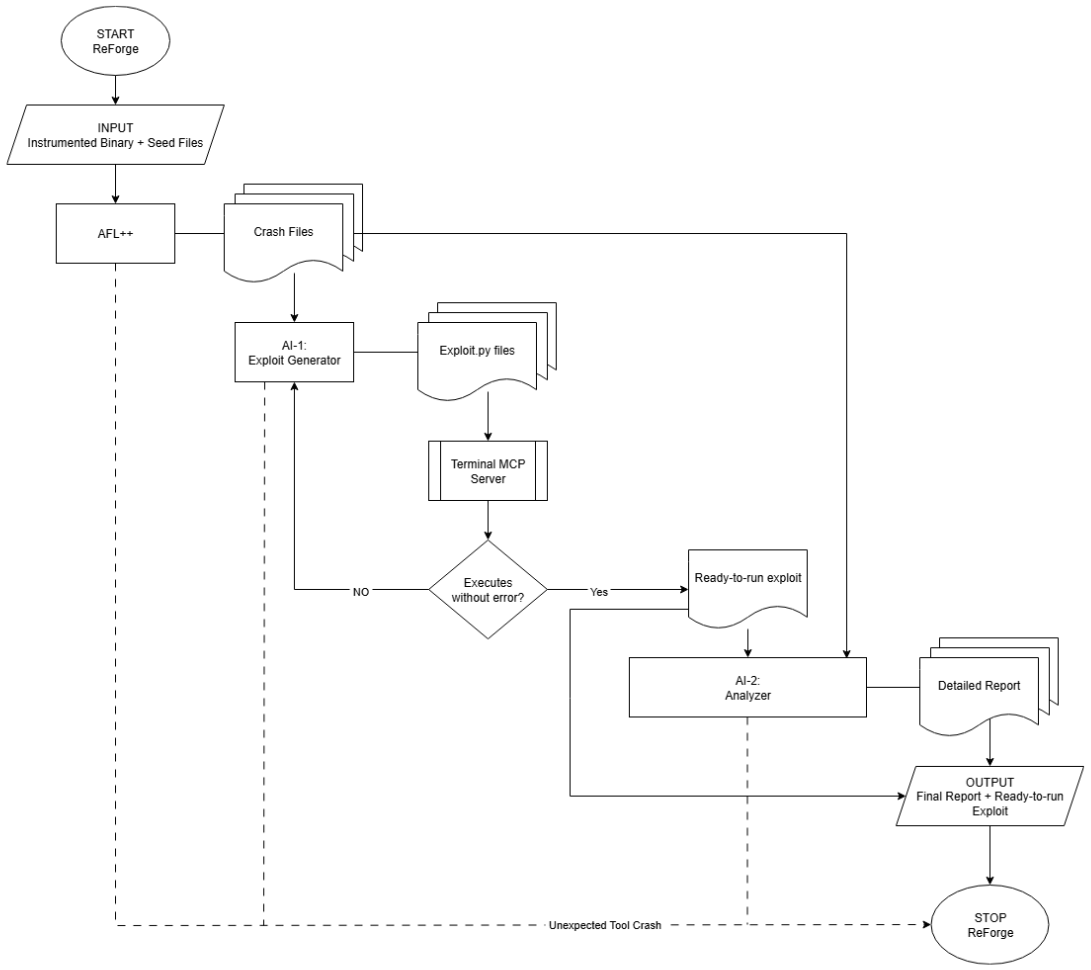 START
ReForge
INPUT
Instrumented Binary + Seed Files
AFL++
Crash Files
AI-1:
Exploit Generator
Exploit.py files
Terminal MCP
Server
Executes
without error?
NO
Yes
Ready-to-run exploit
AI-2:
Analyzer
Detailed Report
OUTPUT
Final Report + Ready-to-run
Exploit
Unexpected Tool Crash
STOP
ReForge